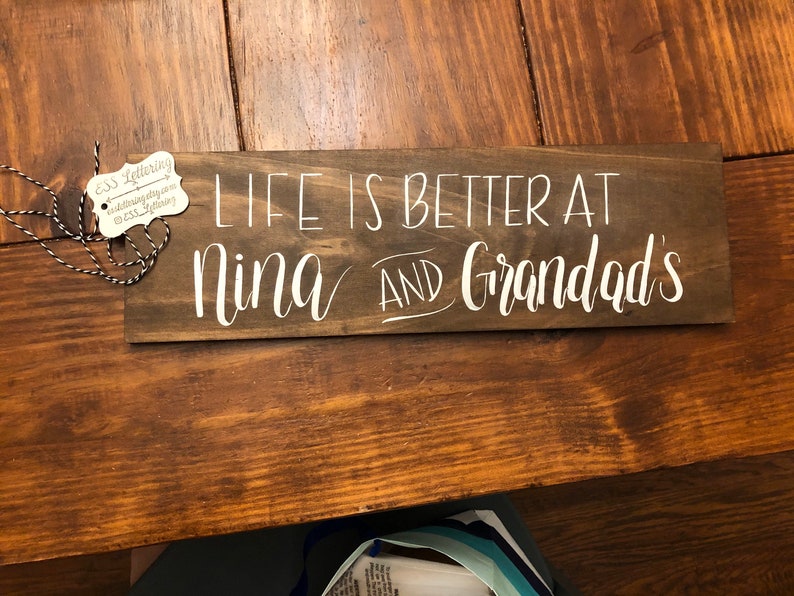 ESS Lettering
esslettering.etsy.com
@ESS_Lettering
LIFE IS BETTER AT
Nina AND Grandad's